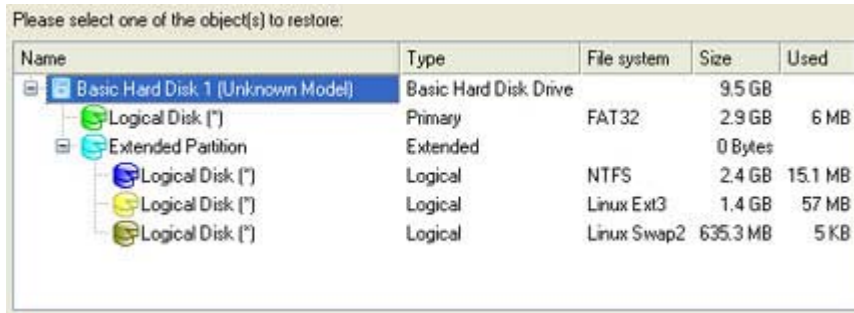 Please select one of the object(s) to restore:
Name Type File system Size Used
Basic Hard Disk 1 (Unknown Model) Basic Hard Disk Drive 9.5 GB
Logical Disk (*) Primary FAT32 2.9 GB 6 MB
Extended Partition Extended 0 Bytes
Logical Disk (*) Logical NTFS 2.4 GB 15.1 MB
Logical Disk (*) Logical Linux Ext3 1.4 GB 57 MB
Logical Disk (*) Logical Linux Swap2 635.3 MB 5 KB